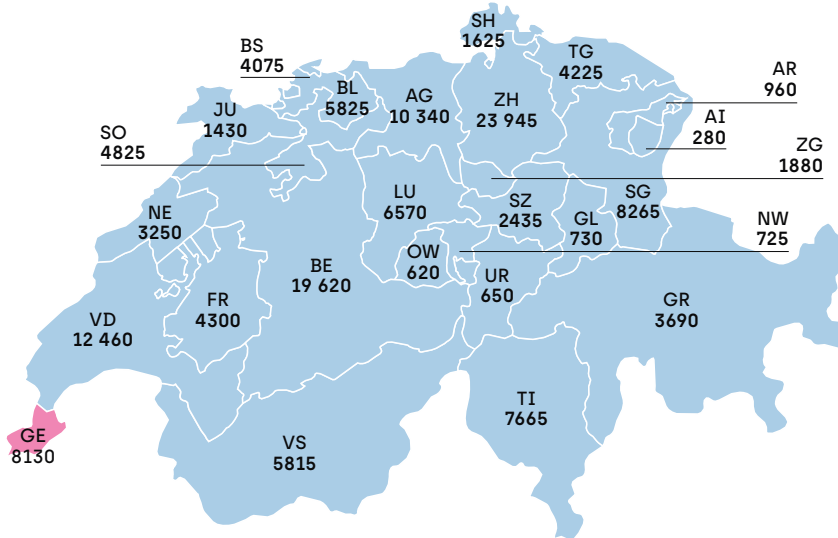 SH
1625
BS
4075
TG
4225
AR
960
BL
5825
AG
10 340
ZH
23 945
JU
1430
AI
280
SO
4825
ZG
1880
LU
6570
SZ
2435
SG
8265
GL
730
NE
3250
NW
725
OW
620
BE
19 620
UR
650
FR
4300
GR
3690
VD
12 460
TI
7665
GE
8130
VS
5815